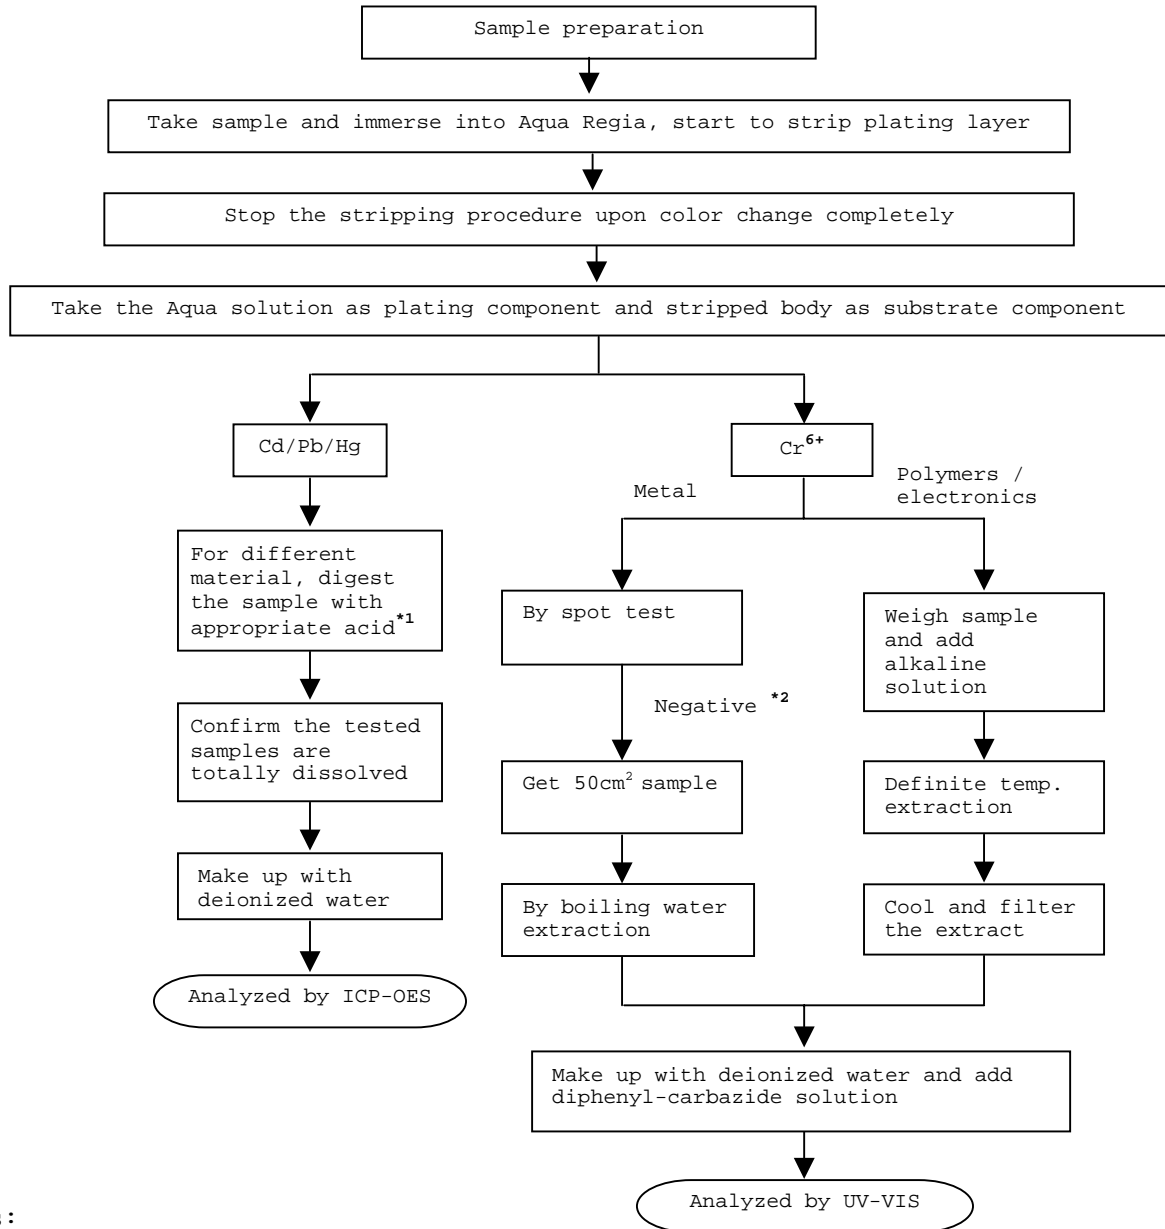 Sample preparation
Take sample and immerse into Aqua Regia, start to strip plating layer
Stop the stripping procedure upon color change completely
Take the Aqua solution as plating component and stripped body as substrate component
Cd/Pb/Hg
Cr6+
Metal
Polymers /
electronics
For different
material, digest
the sample with
appropriate acid*1
By spot test
Weigh sample
and add
alkaline
solution
Negative *2
Confirm the tested
samples are
totally dissolved
Get 50cm2 sample
Definite temp.
extraction
Make up with
deionized water
By boiling water
extraction
Cool and filter
the extract
Analyzed by ICP-OES
Make up with deionized water and add
diphenyl-carbazide solution
Analyzed by UV-VIS